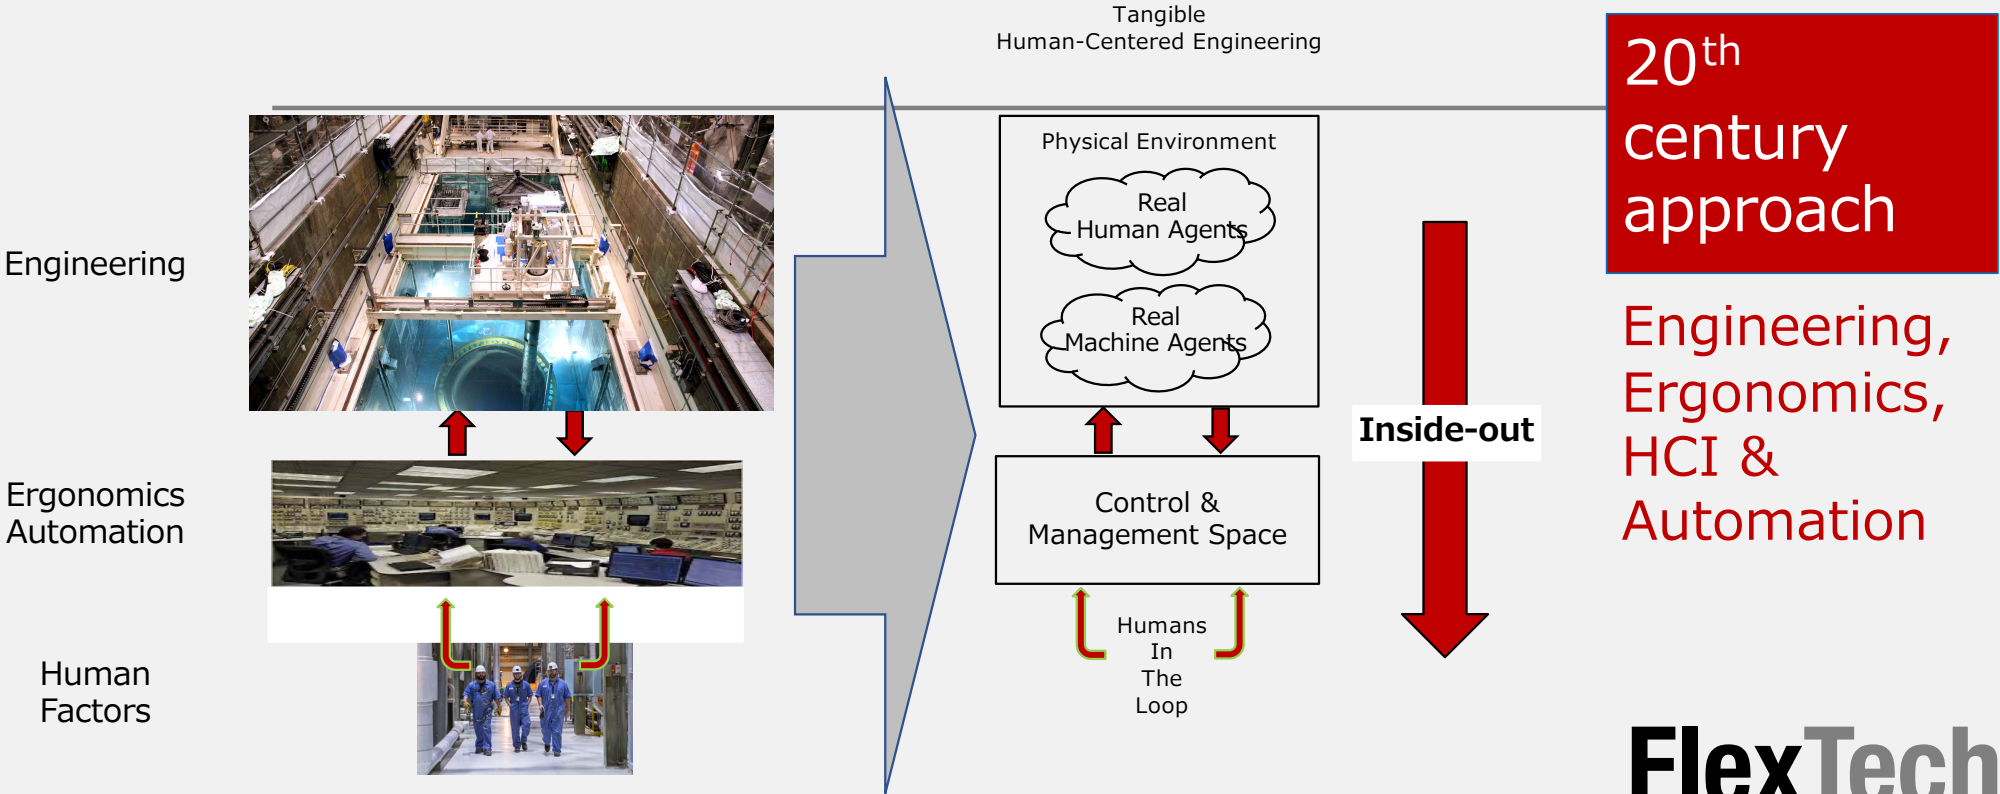 Tangible
Human-Centered Engineering
20th
century
approach
Engineering
Physical Environment
Real
Human Agents
Real
Machine Agents
Engineering,
Ergonomics,
HCI &
Automation
Inside-out
Ergonomics
Automation
Control &
Management Space
Human
Factors
Humans
In
The
Loop
FlexTech